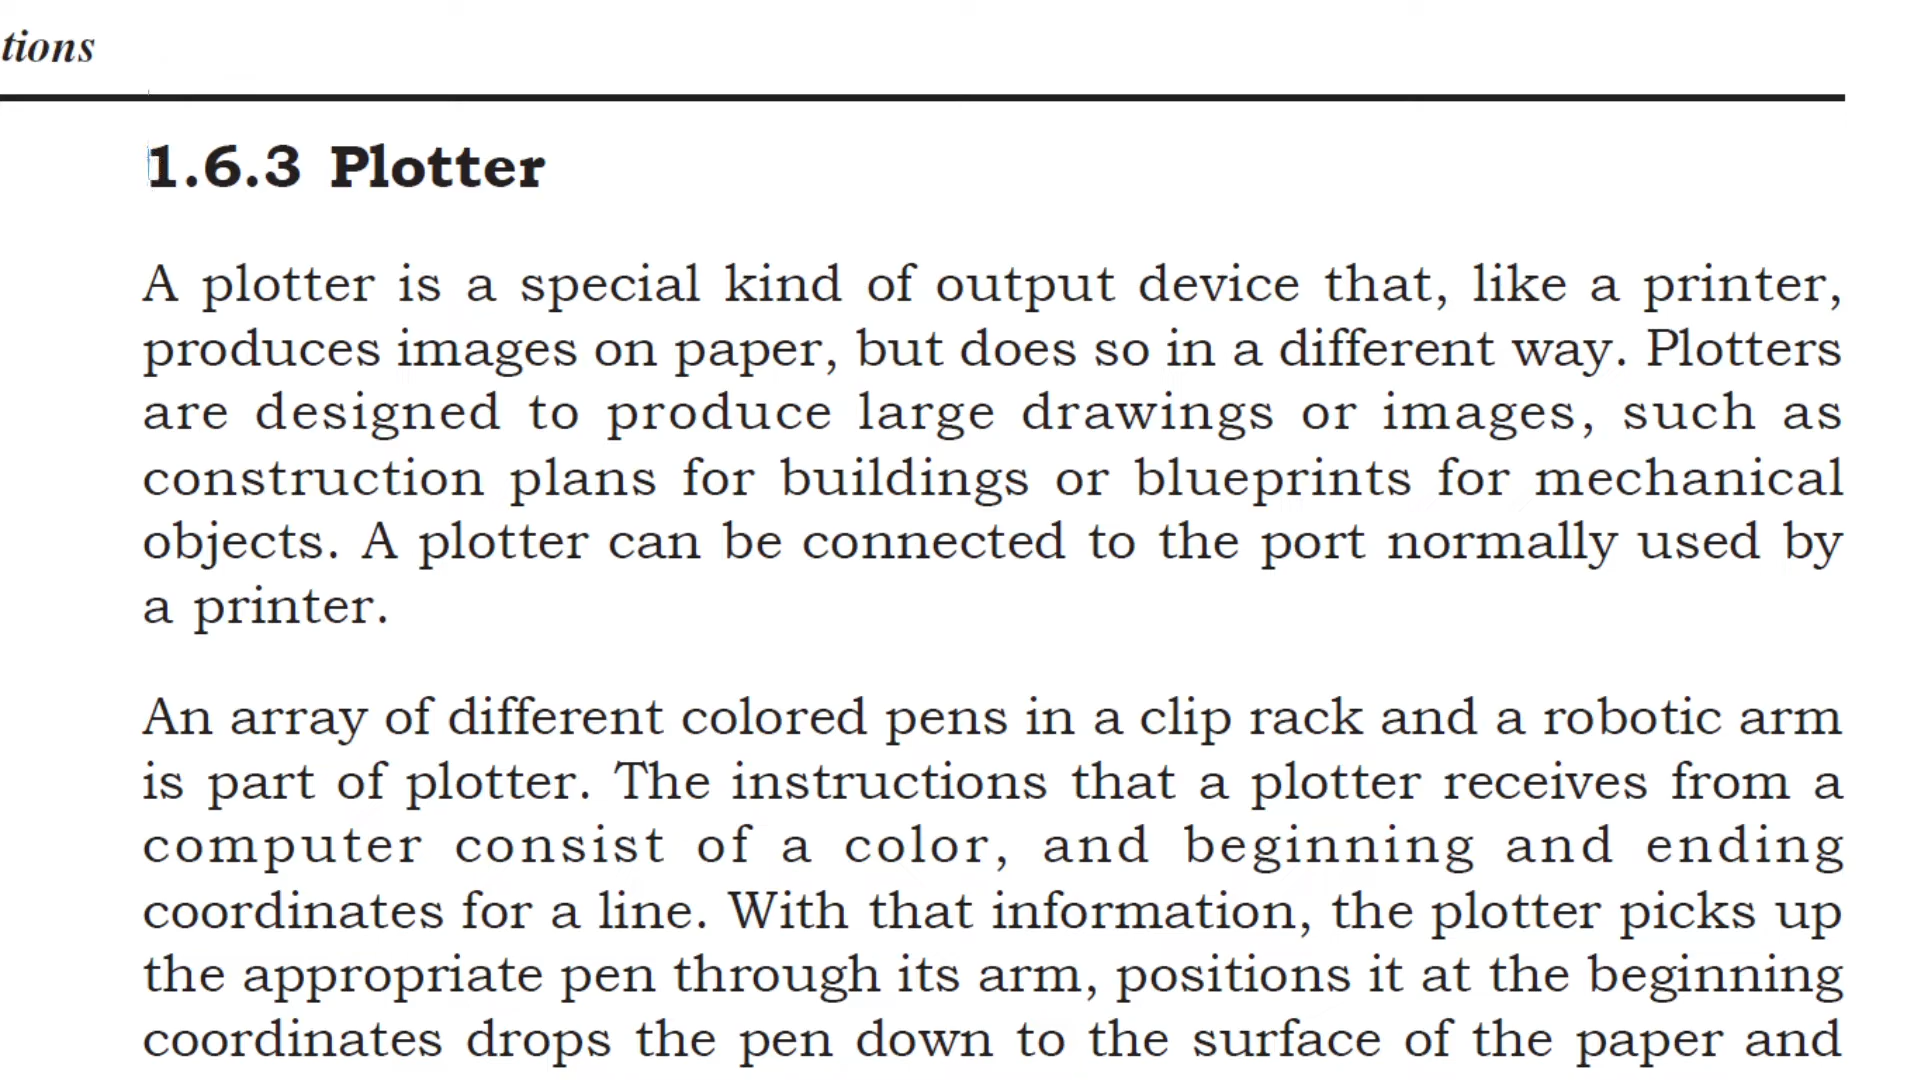 tions
1.6.3 Plotter
A plotter is a special kind of output device that, like a printer,
produces images on paper, but does so in a different way. Plotters
are designed to produce large drawings or images, such as
construction plans for buildings or blueprints for mechanical
objects. A plotter can be connected to the port normally used by
a printer.
An array of different colored pens in a clip rack and a robotic arm
is part of plotter. The instructions that a plotter receives from a
computer consist of a color, and beginning and ending
coordinates for a line. With that information, the plotter picks up
the appropriate pen through its arm, positions it at the beginning
coordinates drops the pen down to the surface of the paper and